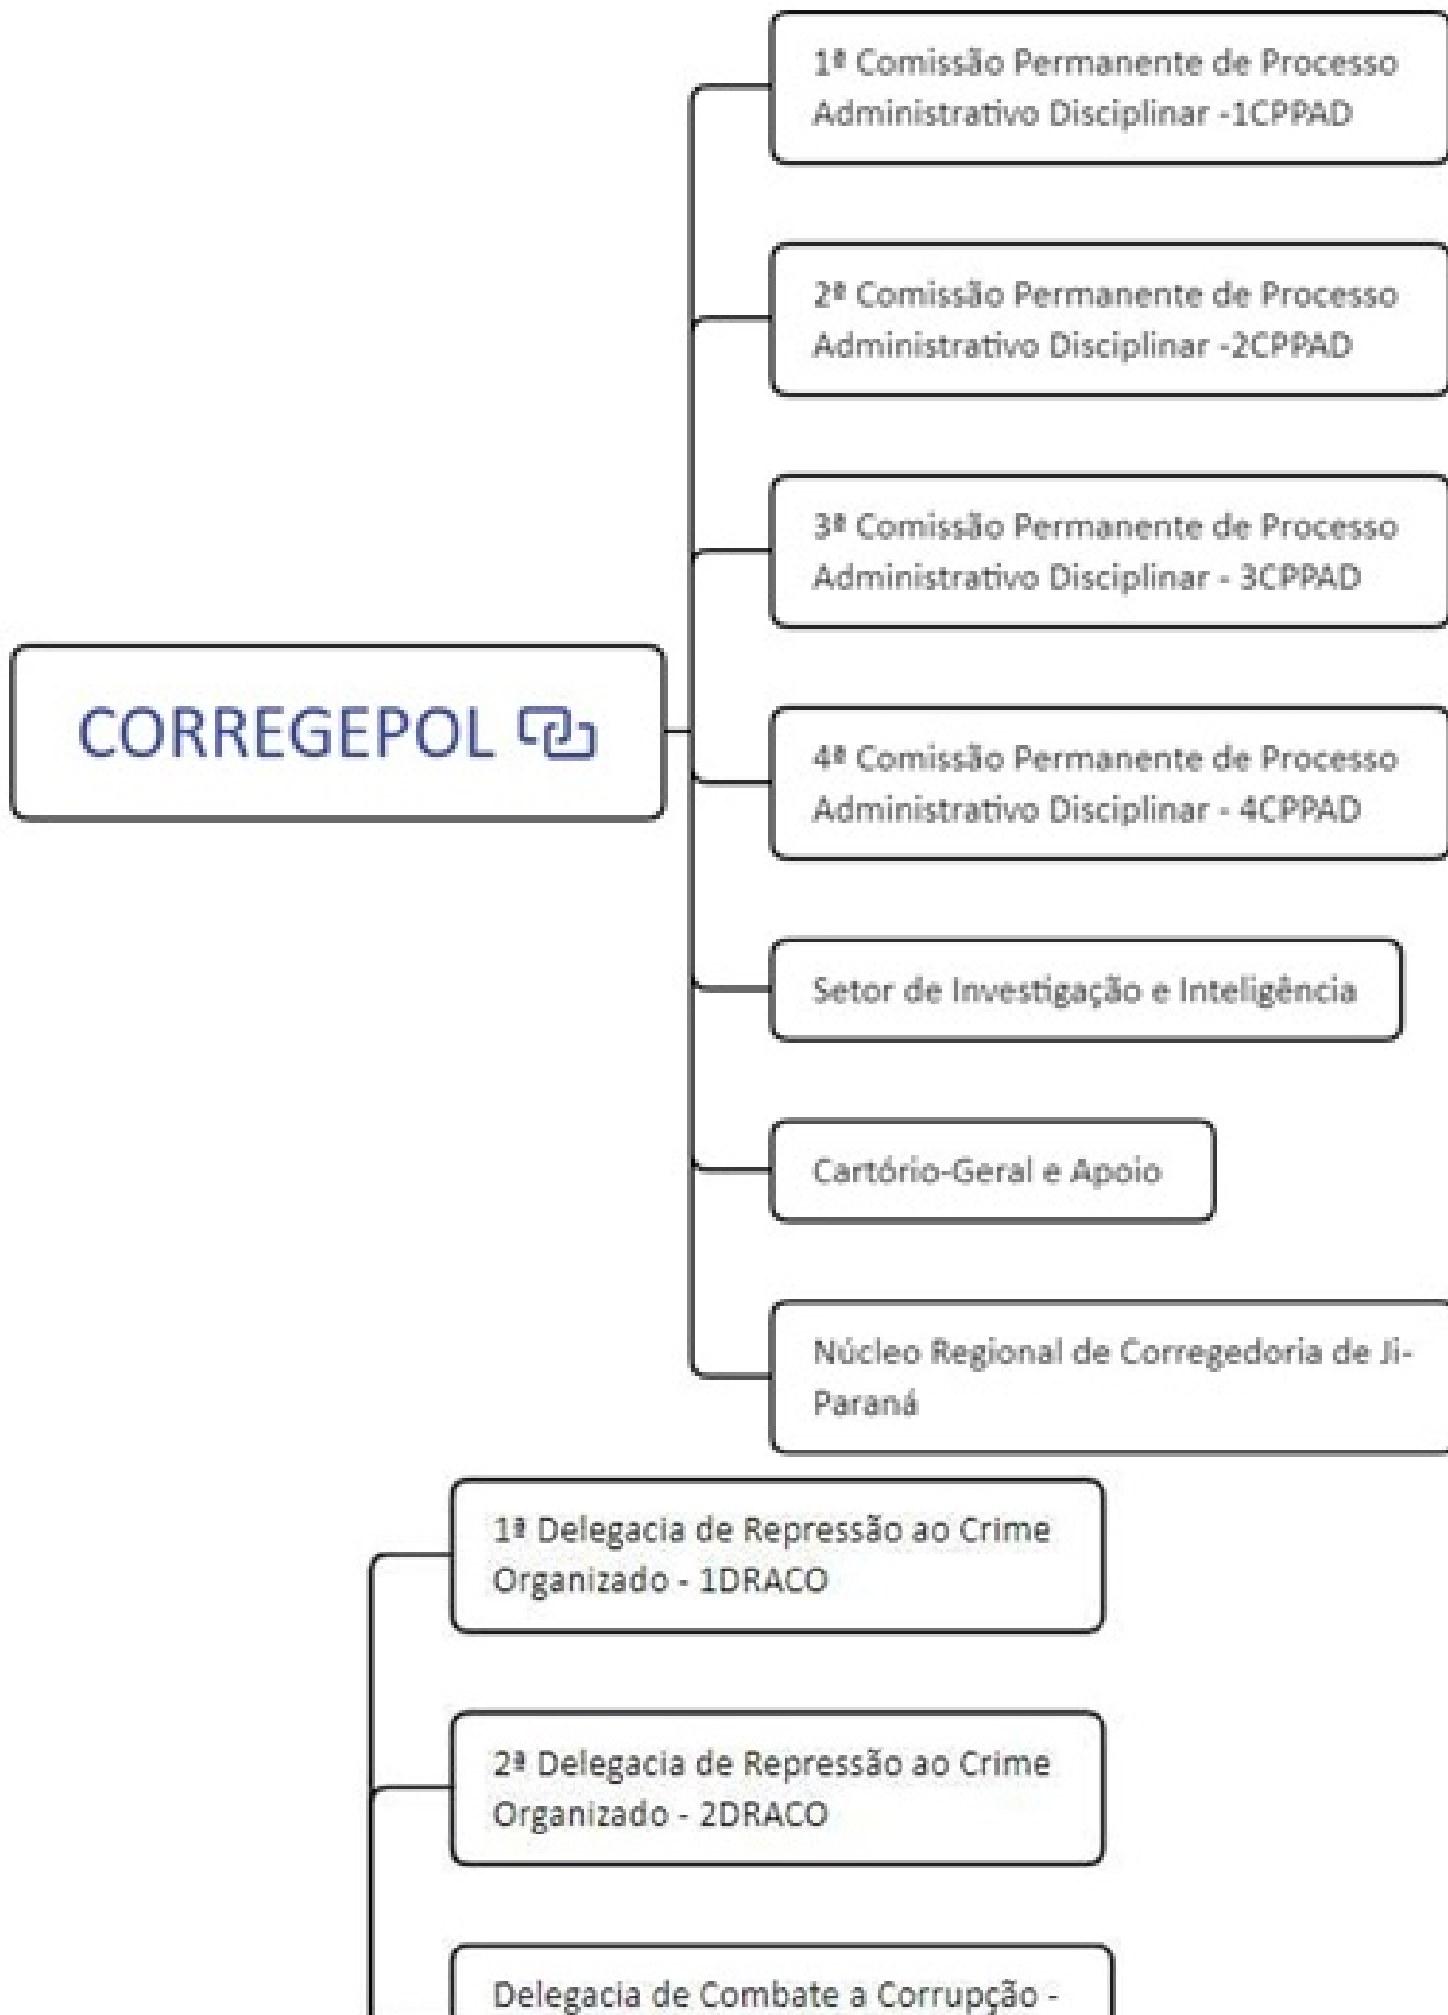 1ª Comissão Permanente de Processo
Administrativo Disciplinar -1CPPAD
2ª Comissão Permanente de Processo
Administrativo Disciplinar -2CPPAD
3ª Comissão Permanente de Processo
Administrativo Disciplinar - 3CPPAD
CORREGEPOL
4ª Comissão Permanente de Processo
Administrativo Disciplinar - 4CPPAD
Setor de Investigação e Inteligência
Cartório-Geral e Apoio
Núcleo Regional de Corregedoria de Ji-
Paraná
1ª Delegacia de Repressão ao Crime
Organizado - 1DRACO
2ª Delegacia de Repressão ao Crime
Organizado - 2DRACO
Delegacia de Combate a Corrupção -